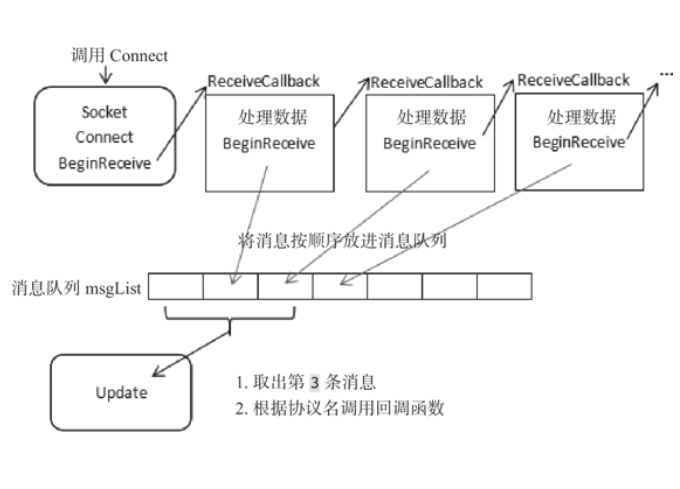 调用 Connect
ReceiveCallback
ReceiveCallback
ReceiveCallback
...
Socket
Connect
BeginReceive
处理数据
BeginReceive
处理数据
BeginReceive
处理数据
BeginReceive
将消息按顺序放进消息队列
消息队列 msgList
Update
1. 取出第 3 条消息
2. 根据协议名调用回调函数